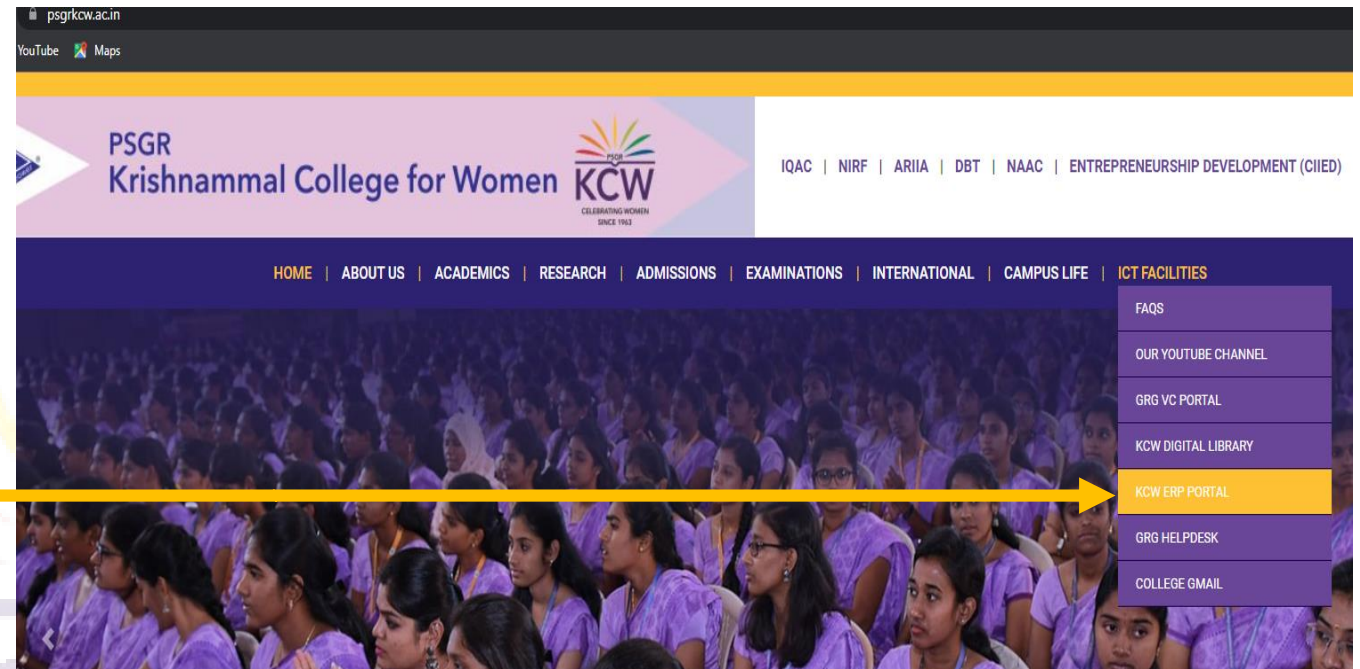 psgrkcw.ac.in
YouTube Maps
PSGR
Krishnammal College for Women
PSGR
KCW
CELEBRATING WOMEN
SINCE 1963
IQAC | NIRF | ARIIA | DBT | NAAC | ENTREPRENEURSHIP DEVELOPMENT (CIIED)
HOME | ABOUT US | ACADEMICS | RESEARCH | ADMISSIONS | EXAMINATIONS | INTERNATIONAL | CAMPUS LIFE | ICT FACILITIES
FAQS
OUR YOUTUBE CHANNEL
GRG VC PORTAL
KCW DIGITAL LIBRARY
KCW ERP PORTAL
GRG HELPDESK
COLLEGE GMAIL